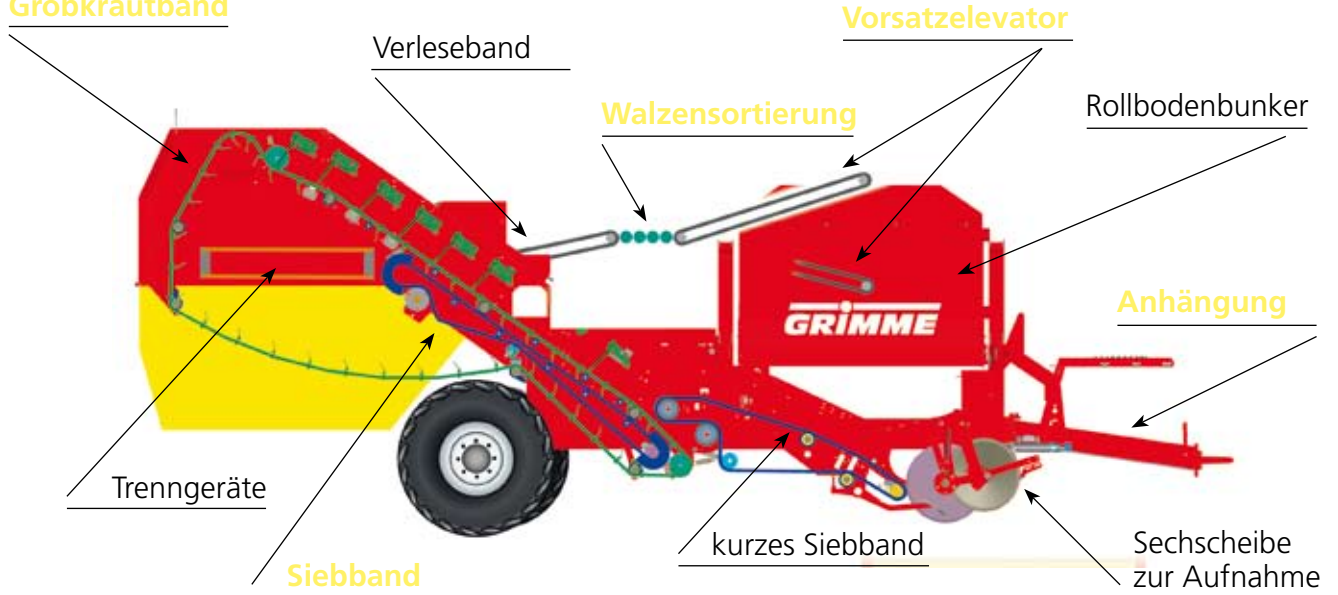 Grobkrautband
Vorsatzelevator
Verleseband
Walzensortierung
Rollbodenbunker
GRIMME
Anhängung
Trenngeräte
Siebband
kurzes Siebband
Sechscheibe
zur Aufnahme